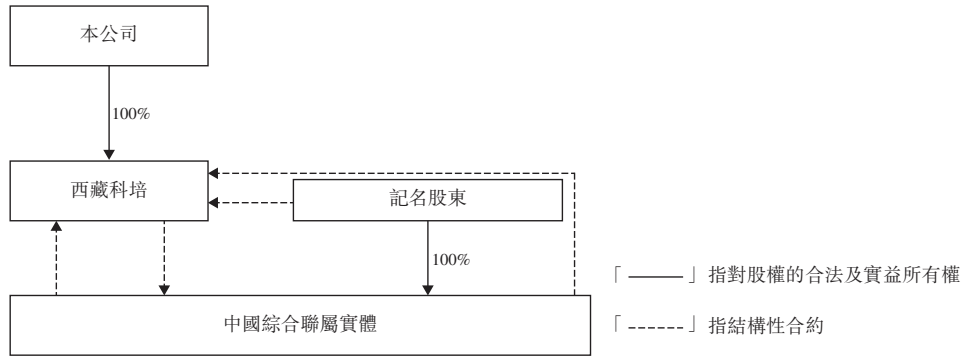 本公司
100%
西藏科培
記名股東
100%
「 ——— 」指對股權的合法及實益所有權
中國綜合聯屬實體
「 ------ 」指結構性合約